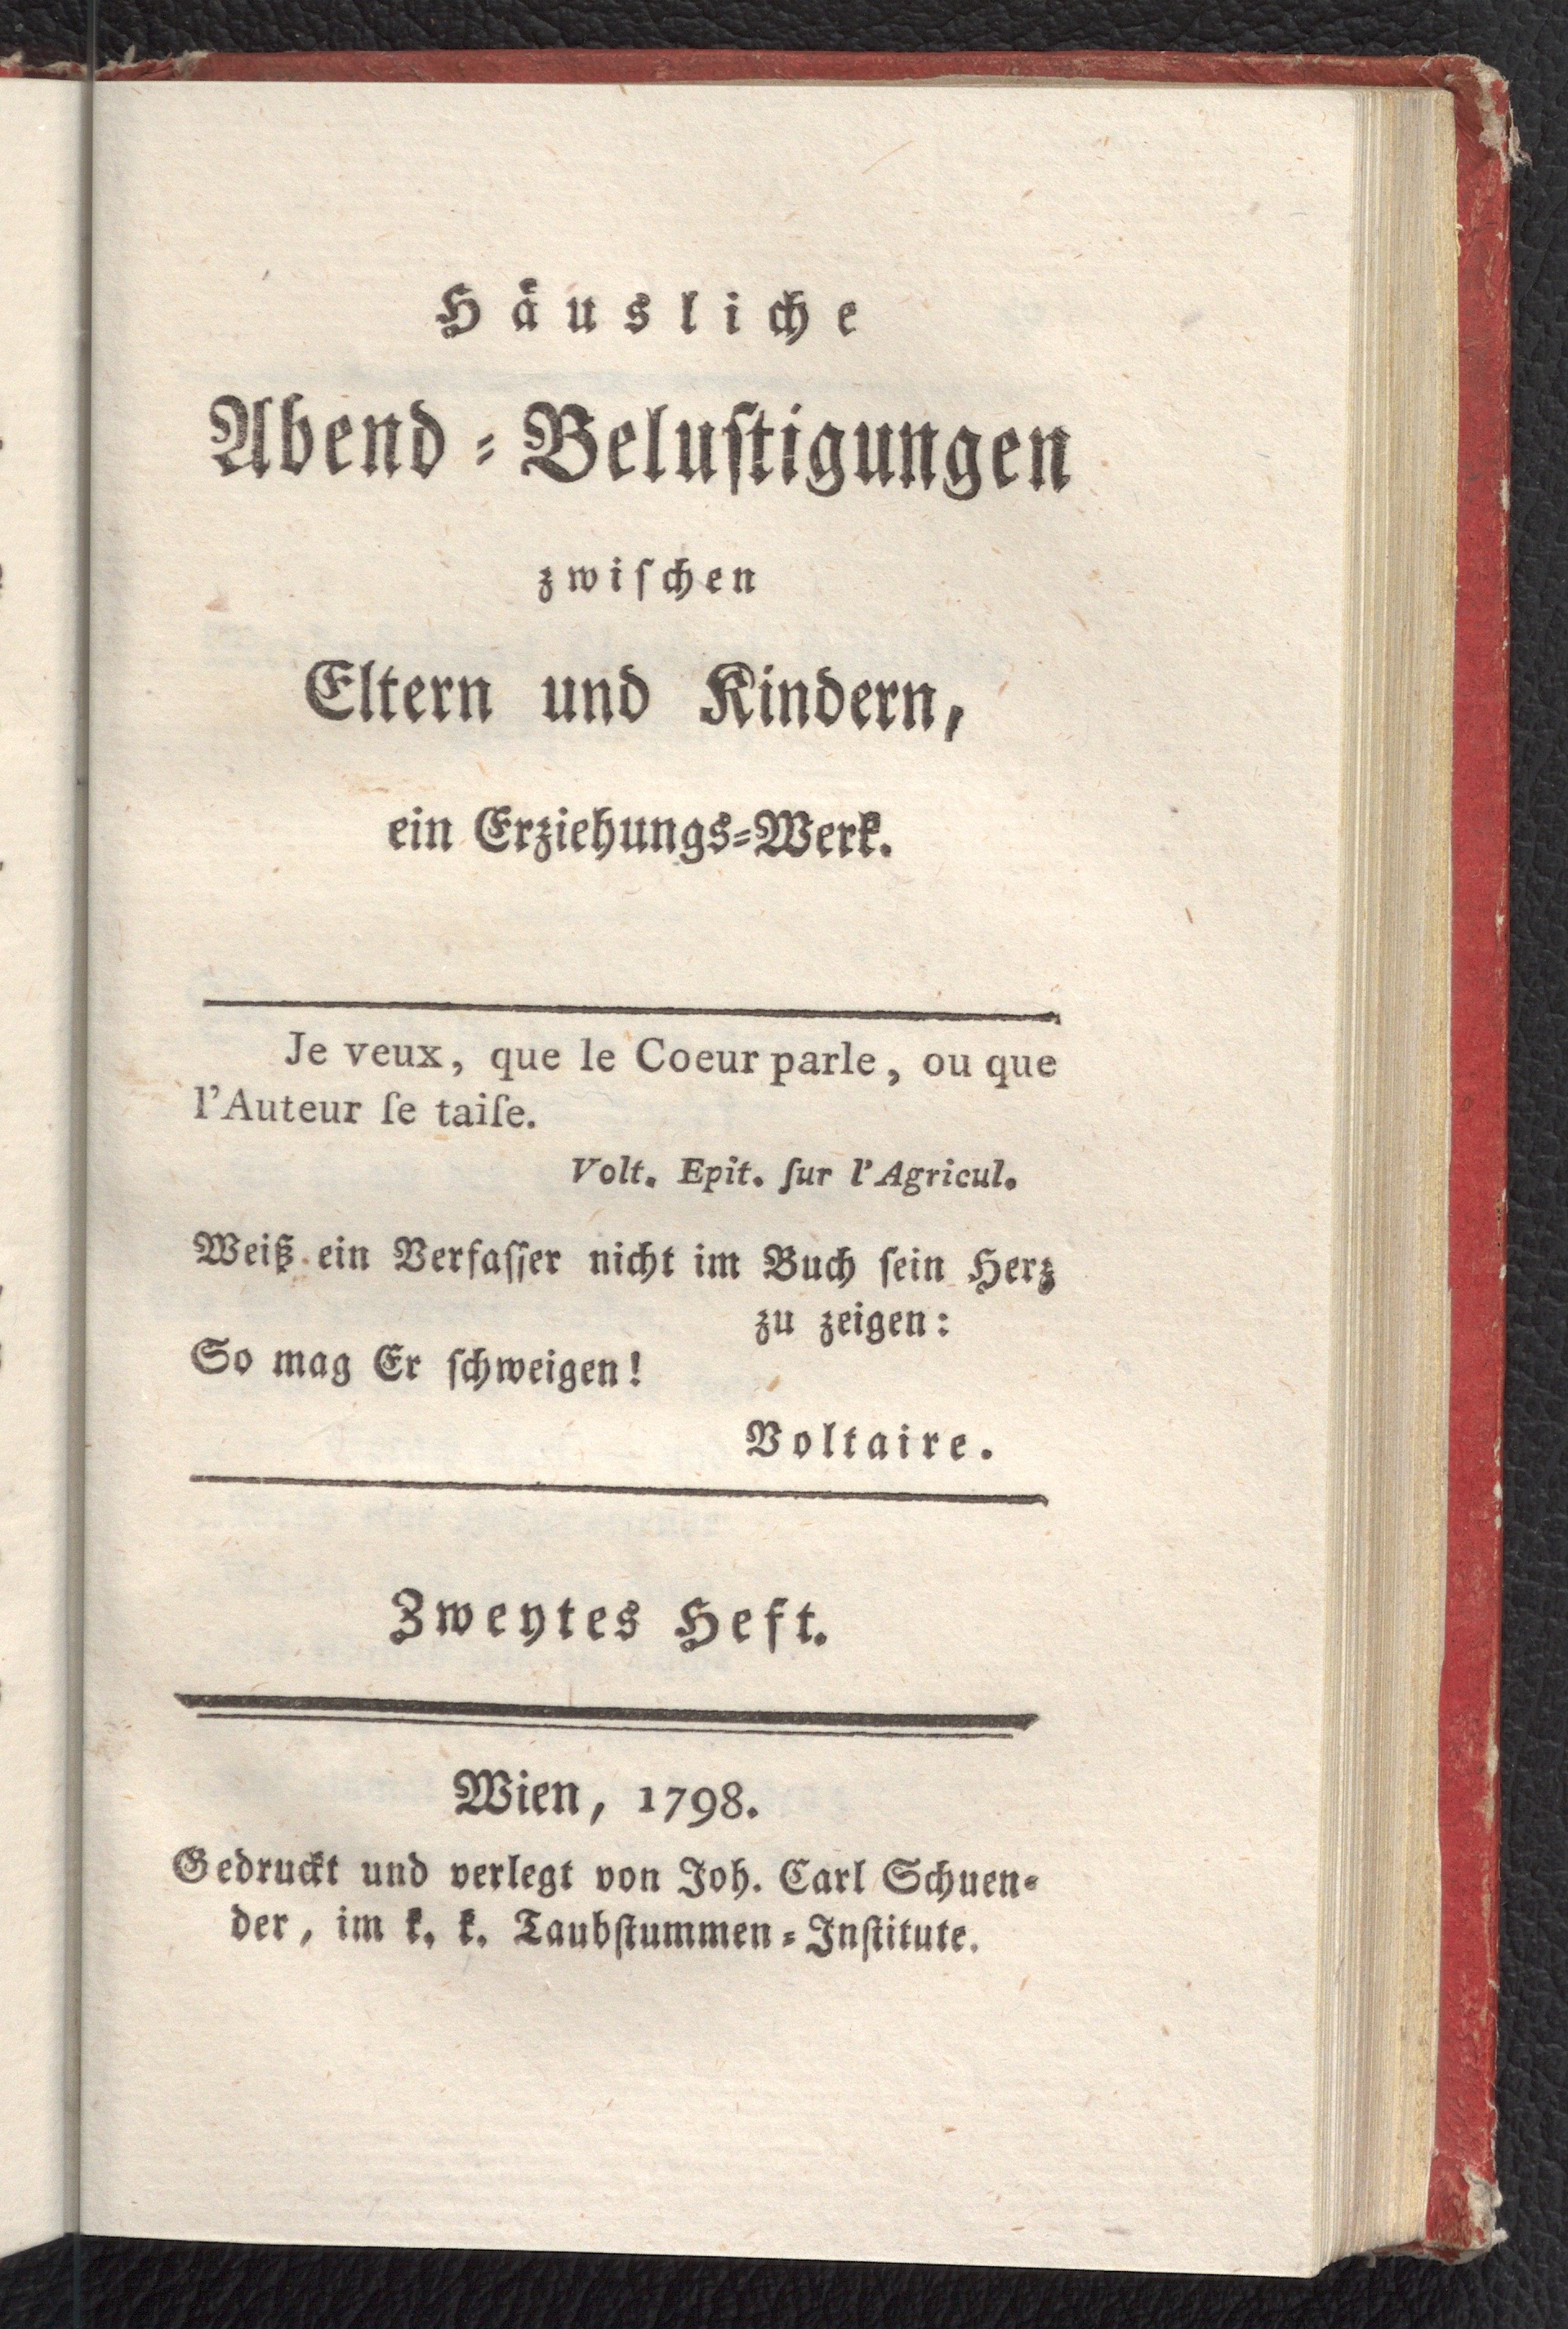 Häusliche
Abend-Belustigungen
zwiſchen
Eltern und Kindern,
ein Erziehungs-Werk.
Je veux, que le Coeur parle, ou que
l'Auteur ſe taiſe.
Volt. Epit. ſur l'Agricul.
Weiß ein Verfaſſer nicht im Buch ſein Herz
zu zeigen:
So mag Er ſchweigen!
Voltaire.
Zweytes Heft.
Wien, 1798.
Gedruckt und verlegt von Joh. Carl Schuen-
der, im k. k. Taubſtummen-Inſtitute.